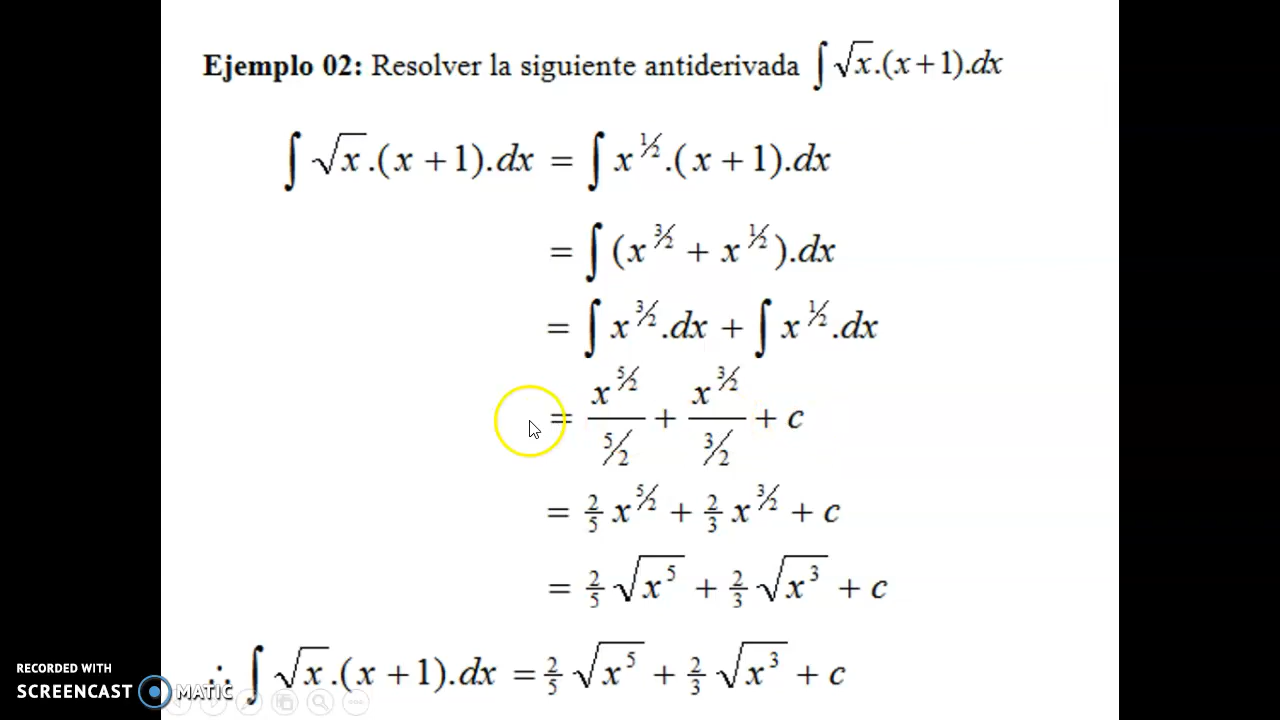 Ejemplo 02: Resolver la siguiente antiderivada ∫√x.(x+1).dx
∫√x.(x+1).dx = ∫x^½.(x+1).dx
= ∫(x^3/2 + x^½).dx
= ∫x^3/2.dx + ∫x^½.dx
= x^5/2 / 5/2 + x^3/2 / 3/2 + c
= 2/5 x^5/2 + 2/3 x^3/2 + c
= 2/5 √x^5 + 2/3 √x^3 + c
∴ ∫√x.(x+1).dx = 2/5 √x^5 + 2/3 √x^3 + c
RECORDED WITH
SCREENCAST MATIC